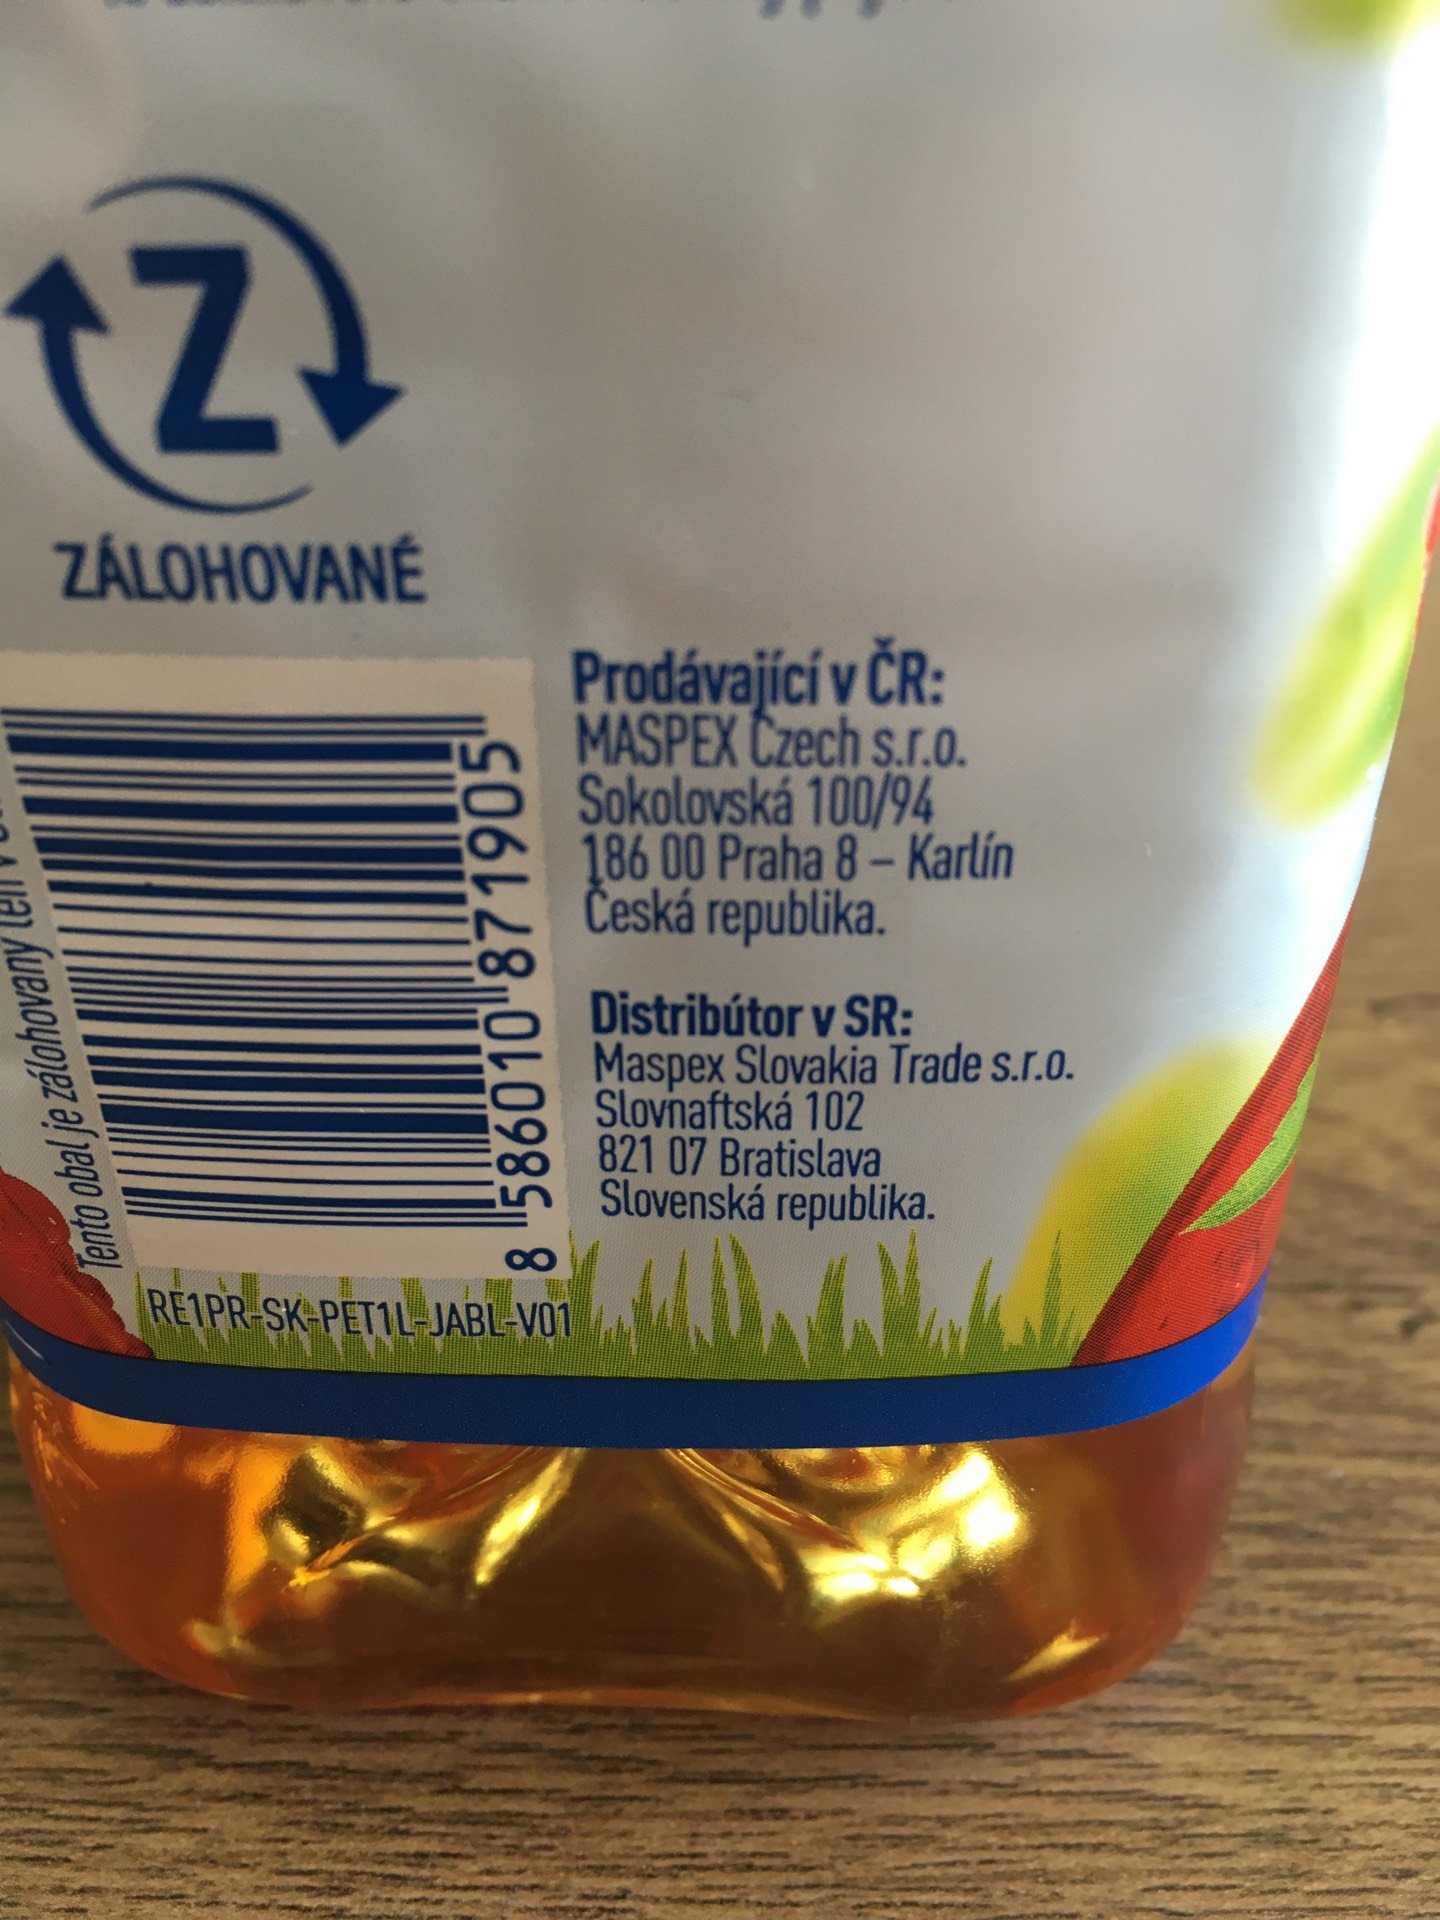 Z
ZÁLOHOVANÉ
Tento obal je zálohovaný len v
8 586010 871905
RE1PR-SK-PET1L-JABL-V01
Prodávající v ČR:
MASPEX Czech s.r.o.
Sokolovská 100/94
186 00 Praha 8 – Karlín
Česká republika.
Distribútor v SR:
Maspex Slovakia Trade s.r.o.
Slovnaftská 102
821 07 Bratislava
Slovenská republika.